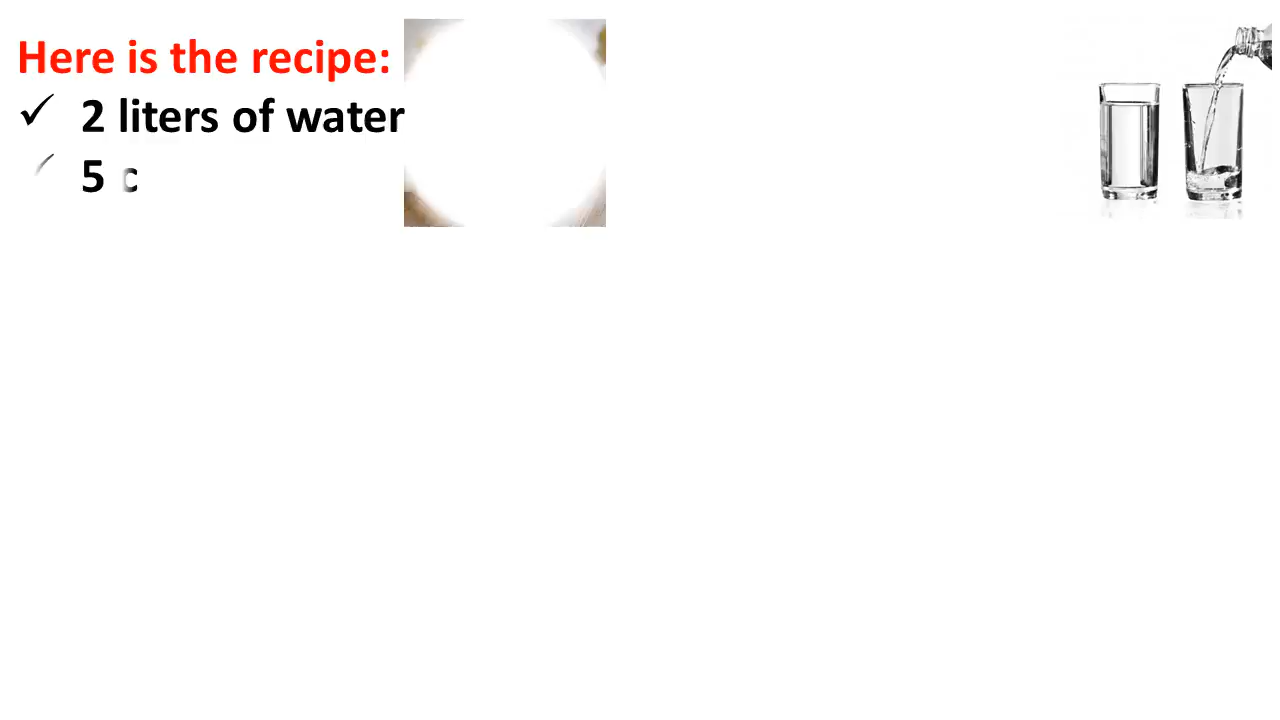 Here is the recipe:
✓ 2 liters of water
5 c